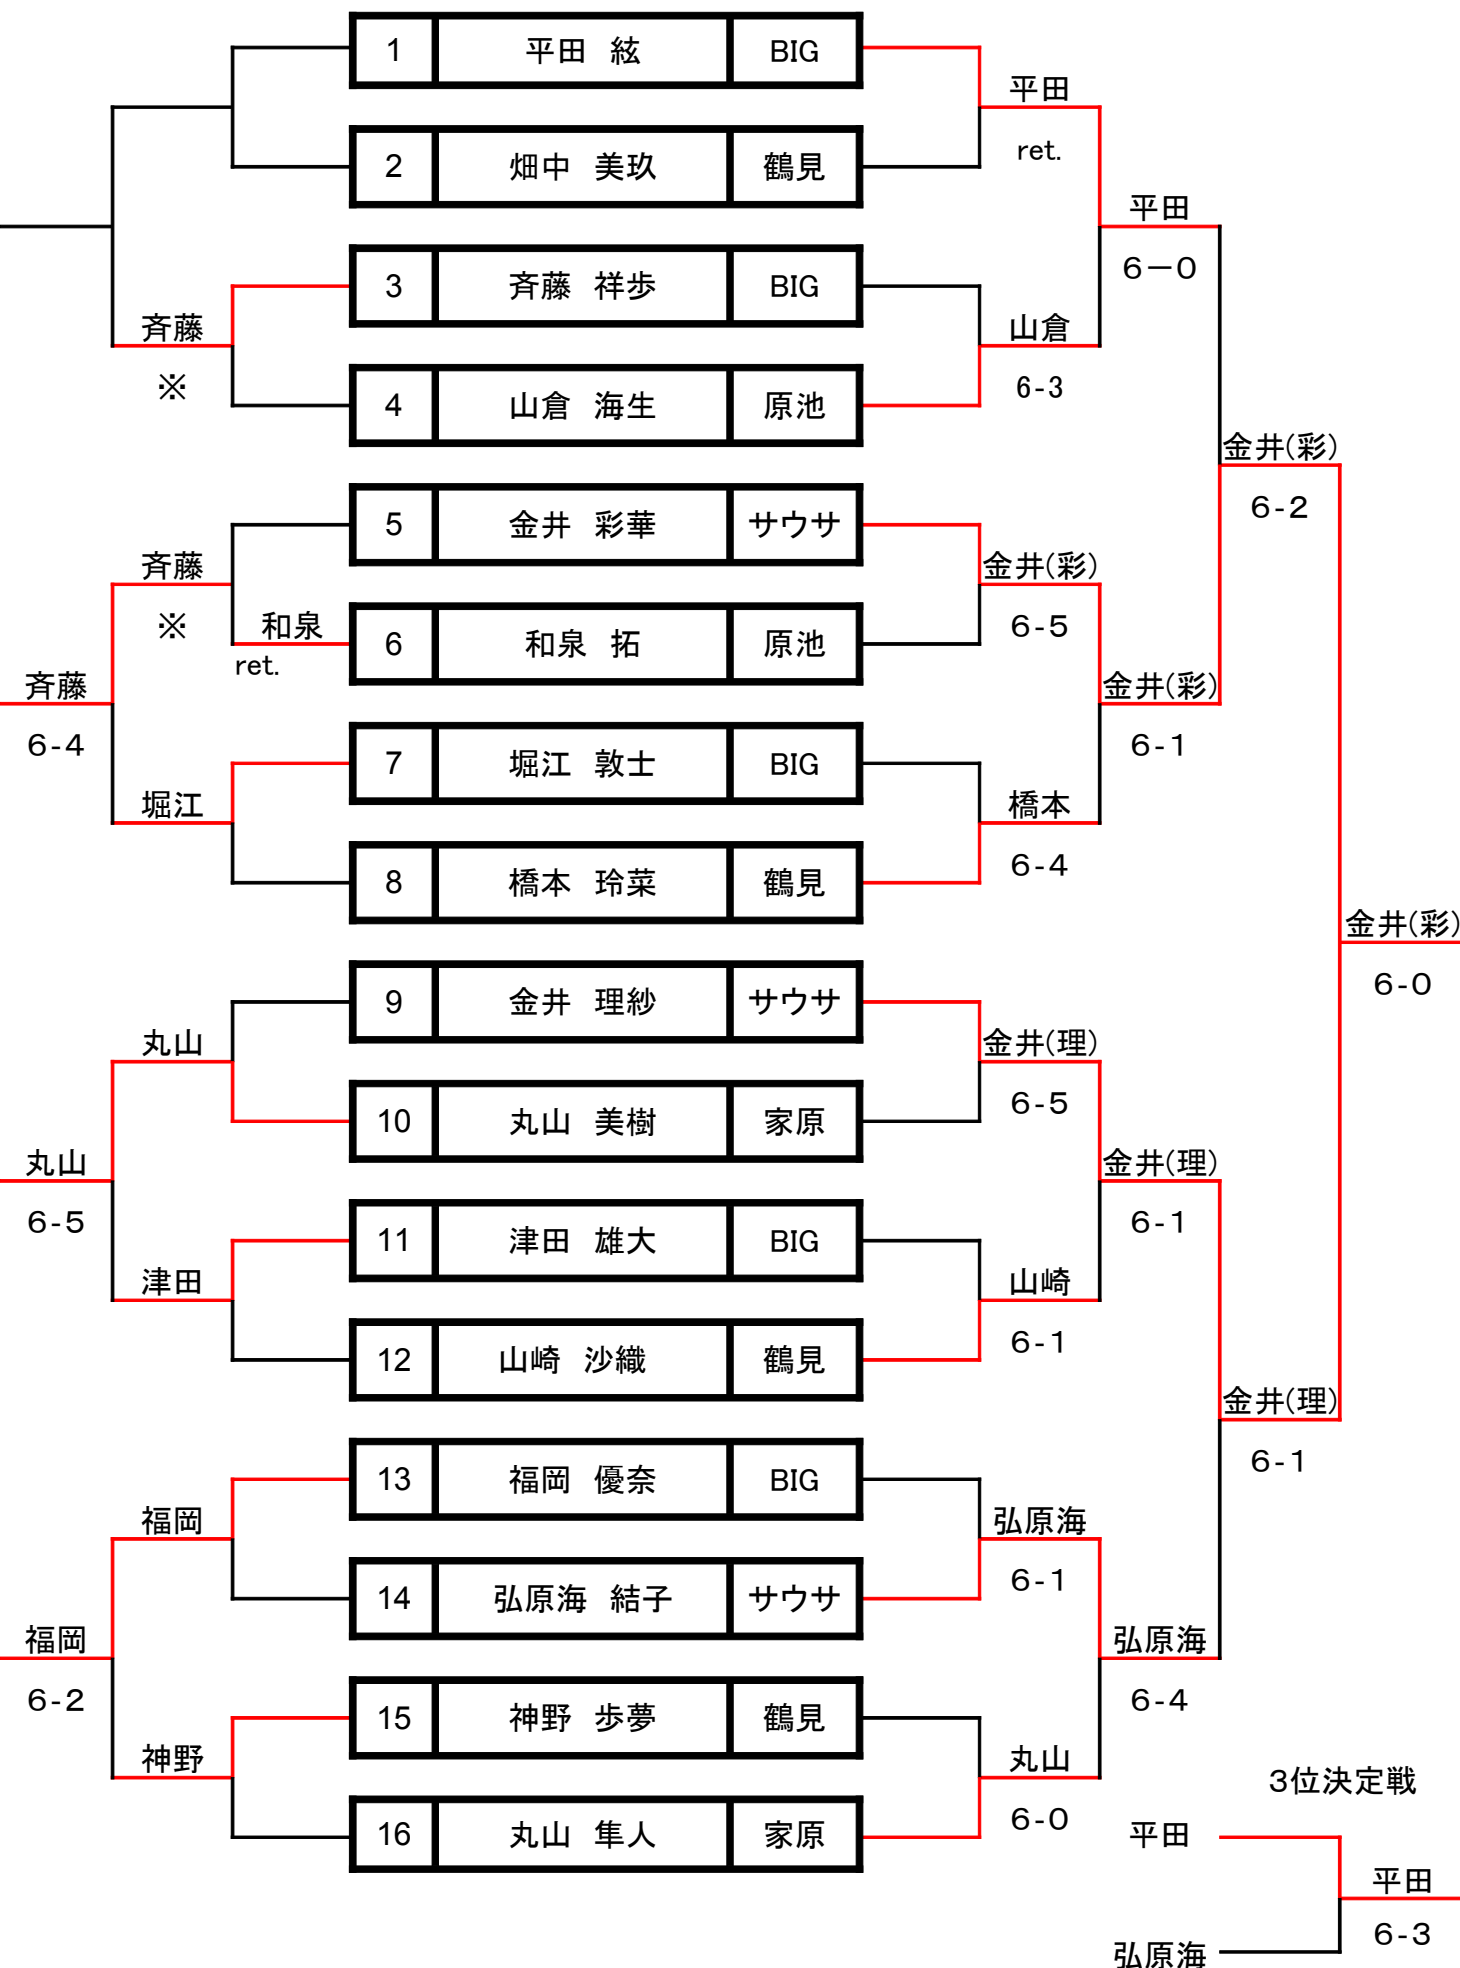 1 平田 絃 BIG
平田
2 畑中 美玖 鶴見
ret.
平田
6－0
3 斉藤 祥歩 BIG
斉藤
山倉
※
6-3
4 山倉 海生 原池
金井(彩)
6-2
5 金井 彩華 サウサ
斉藤
金井(彩)
※
和泉
6-5
6 和泉 拓 原池
ret.
斉藤
金井(彩)
6-4
6-1
7 堀江 敦士 BIG
堀江
橋本
6-4
8 橋本 玲菜 鶴見
金井(彩)
6-0
9 金井 理紗 サウサ
丸山
金井(理)
6-5
10 丸山 美樹 家原
丸山
金井(理)
6-5
6-1
11 津田 雄大 BIG
津田
山崎
6-1
12 山崎 沙織 鶴見
金井(理)
6-1
13 福岡 優奈 BIG
福岡
弘原海
6-1
14 弘原海 結子 サウサ
福岡
弘原海
6-2
6-4
15 神野 歩夢 鶴見
神野
丸山
3位決定戦
6-0
16 丸山 隼人 家原
平田
平田
6-3
弘原海